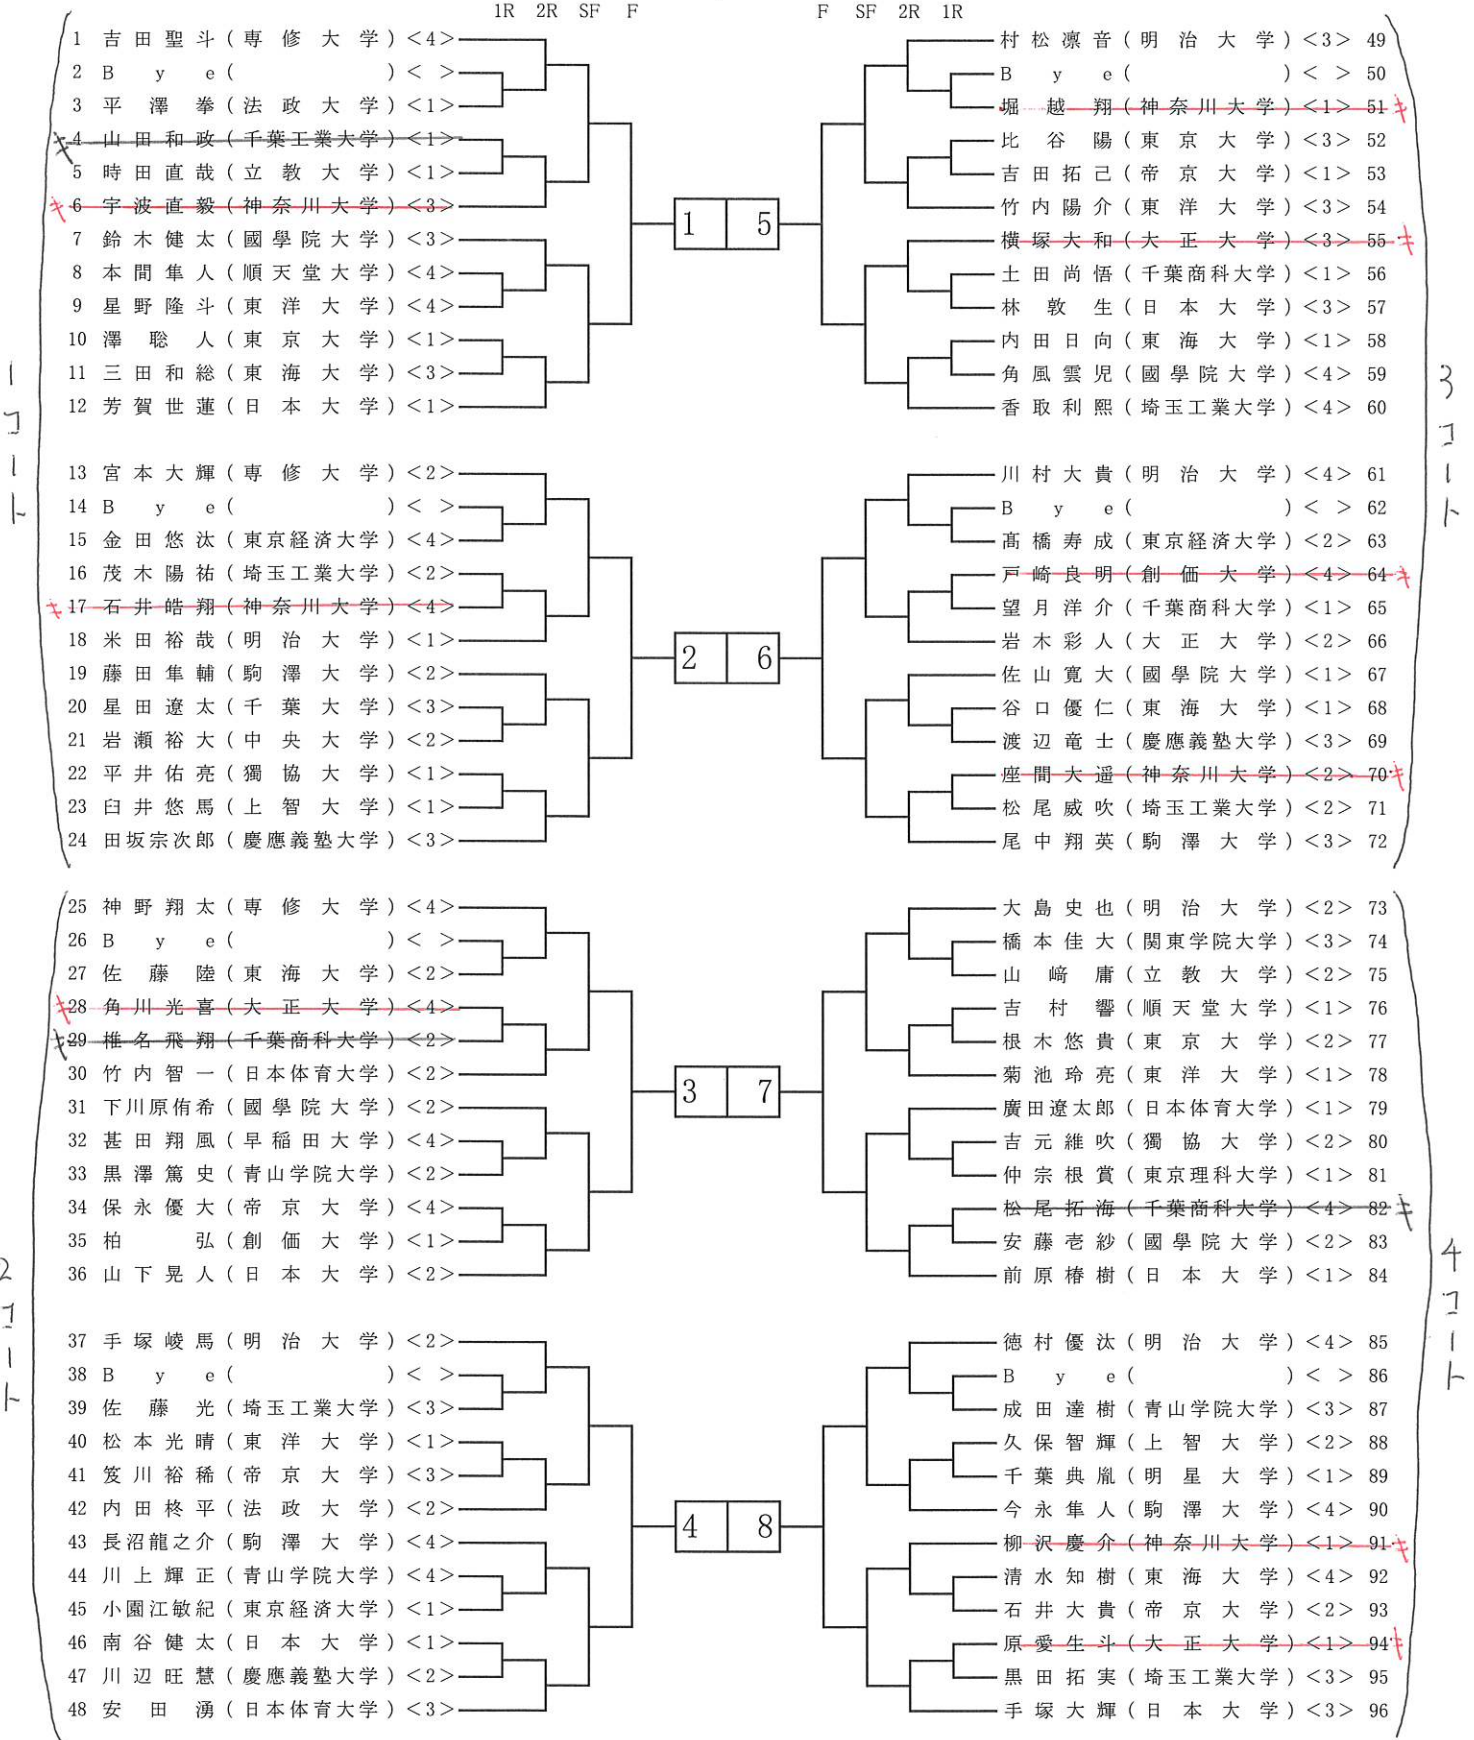 1R 2R SF F
F SF 2R 1R
1 吉田聖斗(専修大学)<4>
2 Bye( )< >
3 平澤拳(法政大学)<1>
4 山田和政(千葉工業大学)<1>
5 時田直哉(立教大学)<1>
6 宇波直毅(神奈川大学)<3>
7 鈴木健太(國學院大学)<3>
8 本間隼人(順天堂大学)<4>
9 星野隆斗(東洋大学)<4>
10 澤聡人(東京大学)<1>
11 三田和総(東海大学)<3>
12 芳賀世蓮(日本大学)<1>
1コート
1
13 宮本大輝(専修大学)<2>
14 Bye( )< >
15 金田悠汰(東京経済大学)<4>
16 茂木陽祐(埼玉工業大学)<2>
17 石井皓翔(神奈川大学)<4>
18 米田裕哉(明治大学)<1>
19 藤田隼輔(駒澤大学)<2>
20 星田遼太(千葉大学)<3>
21 岩瀬裕大(中央大学)<2>
22 平井佑亮(獨協大学)<1>
23 臼井悠馬(上智大学)<1>
24 田坂宗次郎(慶應義塾大学)<3>
2
25 神野翔太(専修大学)<4>
26 Bye( )< >
27 佐藤陸(東海大学)<2>
28 角川光喜(大正大学)<4>
29 椎名飛翔(千葉商科大学)<2>
30 竹内智一(日本体育大学)<2>
31 下川原侑希(國學院大学)<2>
32 甚田翔風(早稲田大学)<4>
33 黒澤篤史(青山学院大学)<2>
34 保永優大(帝京大学)<4>
35 柏弘(創価大学)<1>
36 山下晃人(日本大学)<2>
2コート
3
37 手塚崚馬(明治大学)<2>
38 Bye( )< >
39 佐藤光(埼玉工業大学)<3>
40 松本光晴(東洋大学)<1>
41 笈川裕稀(帝京大学)<3>
42 内田柊平(法政大学)<2>
43 長沼龍之介(駒澤大学)<4>
44 川上輝正(青山学院大学)<4>
45 小園江敏紀(東京経済大学)<1>
46 南谷健太(日本大学)<1>
47 川辺旺慧(慶應義塾大学)<2>
48 安田湧(日本体育大学)<3>
4
村松凛音(明治大学)<3> 49
Bye( )< > 50
堀越翔(神奈川大学)<1> 51
比谷陽(東京大学)<3> 52
吉田拓己(帝京大学)<1> 53
竹内陽介(東洋大学)<3> 54
横塚大和(大正大学)<3> 55
土田尚悟(千葉商科大学)<1> 56
林敦生(日本大学)<3> 57
内田日向(東海大学)<1> 58
角風雲児(國學院大学)<4> 59
香取利熙(埼玉工業大学)<4> 60
3コート
5
川村大貴(明治大学)<4> 61
Bye( )< > 62
髙橋寿成(東京経済大学)<2> 63
戸崎良明(創価大学)<4> 64
望月洋介(千葉商科大学)<1> 65
岩木彩人(大正大学)<2> 66
佐山寛大(國學院大学)<1> 67
谷口優仁(東海大学)<1> 68
渡辺竜士(慶應義塾大学)<3> 69
座間大遥(神奈川大学)<2> 70
松尾威吹(埼玉工業大学)<2> 71
尾中翔英(駒澤大学)<3> 72
6
大島史也(明治大学)<2> 73
橋本佳大(関東学院大学)<3> 74
山﨑庸(立教大学)<2> 75
吉村響(順天堂大学)<1> 76
根木悠貴(東京大学)<2> 77
菊池玲亮(東洋大学)<1> 78
廣田遼太郎(日本体育大学)<1> 79
吉元維吹(獨協大学)<2> 80
仲宗根賞(東京理科大学)<1> 81
松尾拓海(千葉商科大学)<4> 82
安藤壱紗(國學院大学)<2> 83
前原椿樹(日本大学)<1> 84
4コート
7
徳村優汰(明治大学)<4> 85
Bye( )< > 86
成田達樹(青山学院大学)<3> 87
久保智輝(上智大学)<2> 88
千葉典胤(明星大学)<1> 89
今永隼人(駒澤大学)<4> 90
柳沢慶介(神奈川大学)<1> 91
清水知樹(東海大学)<4> 92
石井大貴(帝京大学)<2> 93
原愛生斗(大正大学)<1> 94
黒田拓実(埼玉工業大学)<3> 95
手塚大輝(日本大学)<3> 96
8